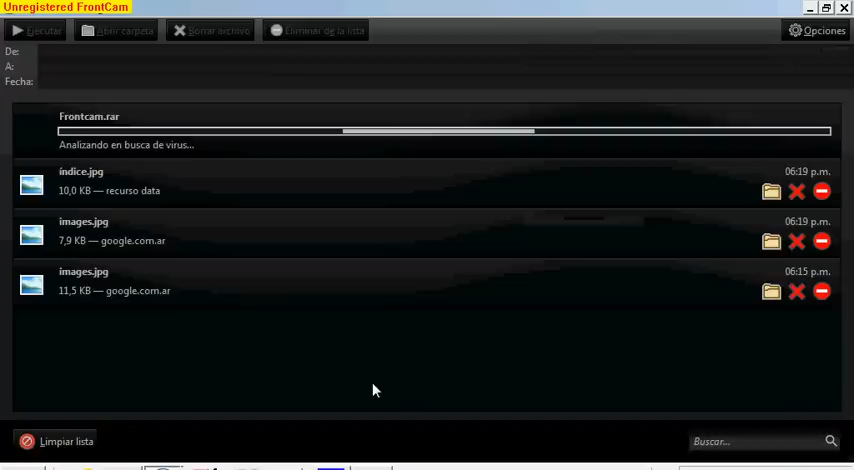 Unregistered FrontCam
Ejecutar
Abrir carpeta
Borrar archivo
Eliminar de la lista
Opciones
De:
A:
Fecha:
Frontcam.rar
Analizando en busca de virus...
índice.jpg
06:19 p.m.
10,0 KB — recurso data
images.jpg
06:19 p.m.
7,9 KB — google.com.ar
images.jpg
06:15 p.m.
11,5 KB — google.com.ar
Limpiar lista
Buscar...